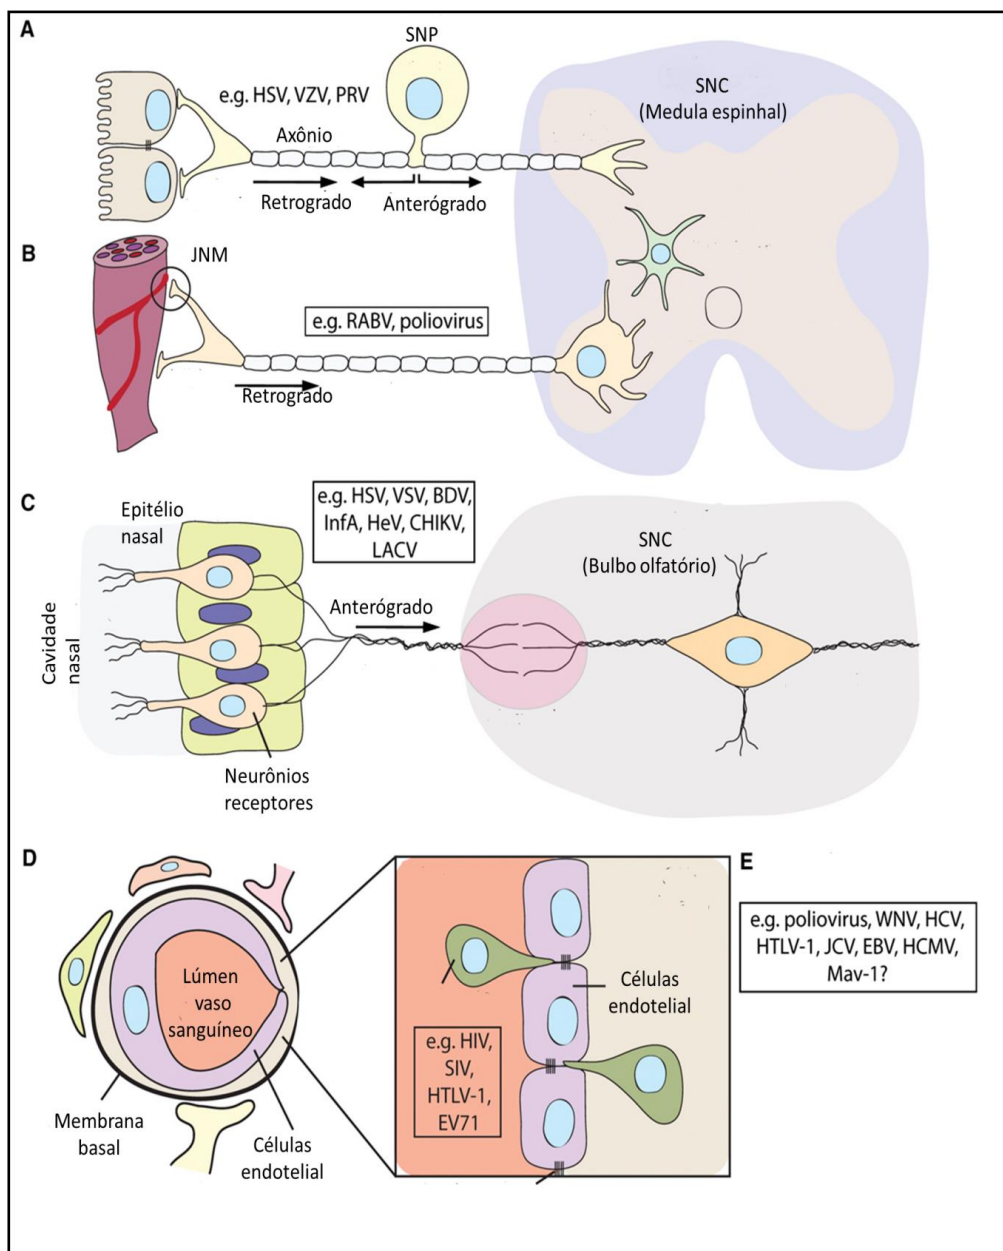 A
SNP
e.g. HSV, VZV, PRV
SNC
(Medula espinhal)
Axônio
Retrogrado
Anterógrado
B
JNM
e.g. RABV, poliovirus
Retrogrado
C
Epitélio
nasal
e.g. HSV, VSV, BDV,
InfA, HeV, CHIKV,
LACV
SNC
(Bulbo olfatório)
Anterógrado
Cavidade
nasal
Neurônios
receptores
D
Lúmen
vaso
sanguíneo
Membrana
basal
Células
endotelial
Células
endotelial
e.g. HIV,
SIV,
HTLV-1,
EV71
E
e.g. poliovirus, WNV, HCV,
HTLV-1, JCV, EBV, HCMV,
Mav-1?